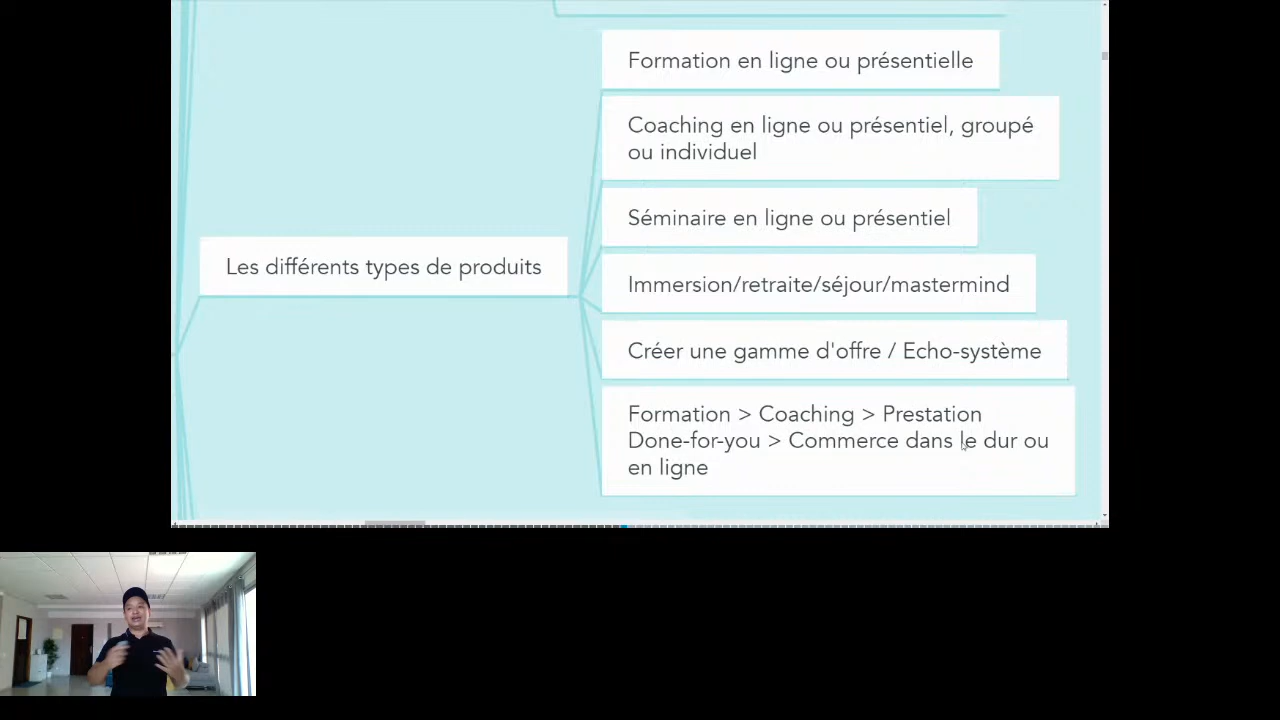 Formation en ligne ou présentielle
Coaching en ligne ou présentiel, groupé
ou individuel
Séminaire en ligne ou présentiel
Les différents types de produits
Immersion/retraite/séjour/mastermind
Créer une gamme d'offre / Echo-système
Formation > Coaching > Prestation
Done-for-you > Commerce dans le dur ou
en ligne